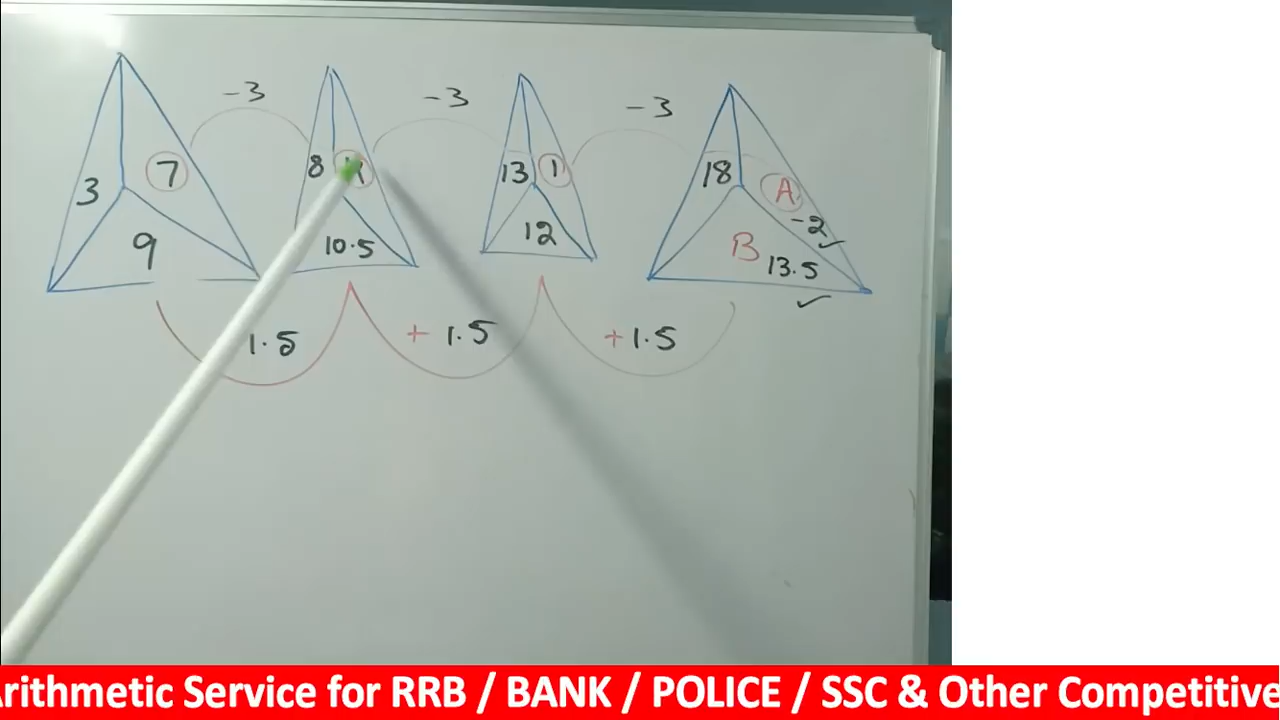 -3 -3 -3
3 7 8 4 13 1 18 A
-2
9 10.5 12 B 13.5
1.5 + 1.5 + 1.5
Arithmetic Service for RRB / BANK / POLICE / SSC & Other Competitive